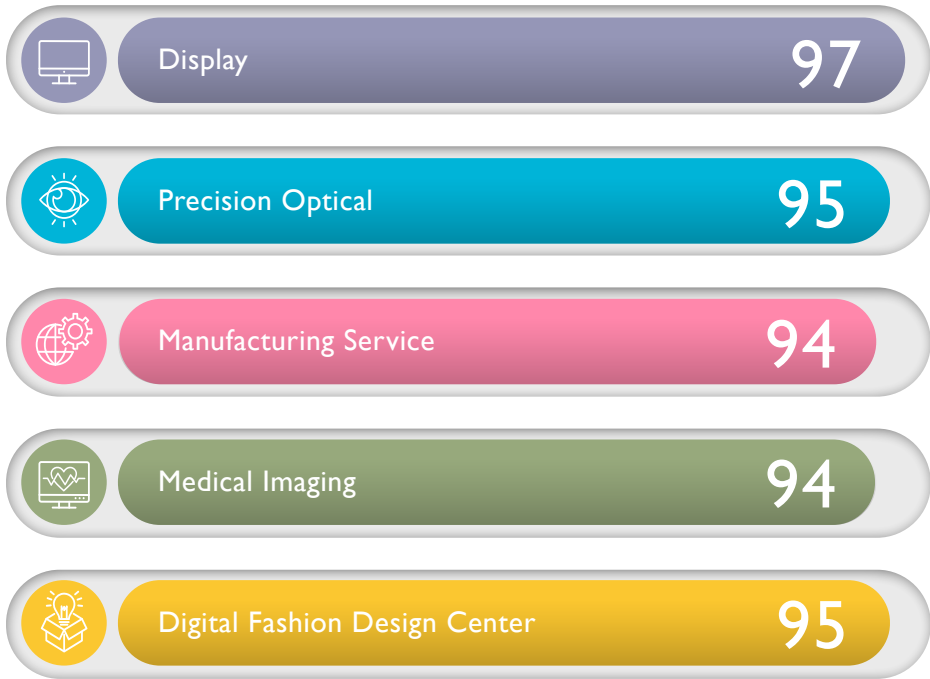 Display 97
Precision Optical 95
Manufacturing Service 94
Medical Imaging 94
Digital Fashion Design Center 95